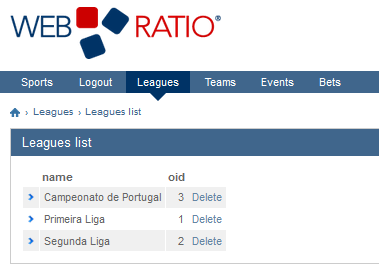 WEB RATIO®
Sports Logout Leagues Teams Events Bets
› Leagues › Leagues list
Leagues list
name oid
Campeonato de Portugal 3 Delete
Primeira Liga 1 Delete
Segunda Liga 2 Delete